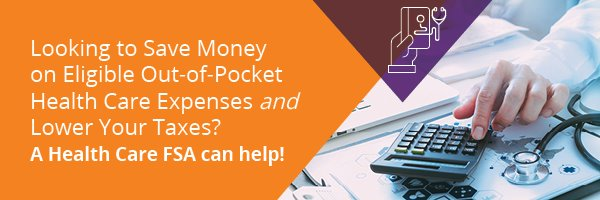 Looking to Save Money
on Eligible Out-of-Pocket
Health Care Expenses and
Lower Your Taxes?
A Health Care FSA can help!